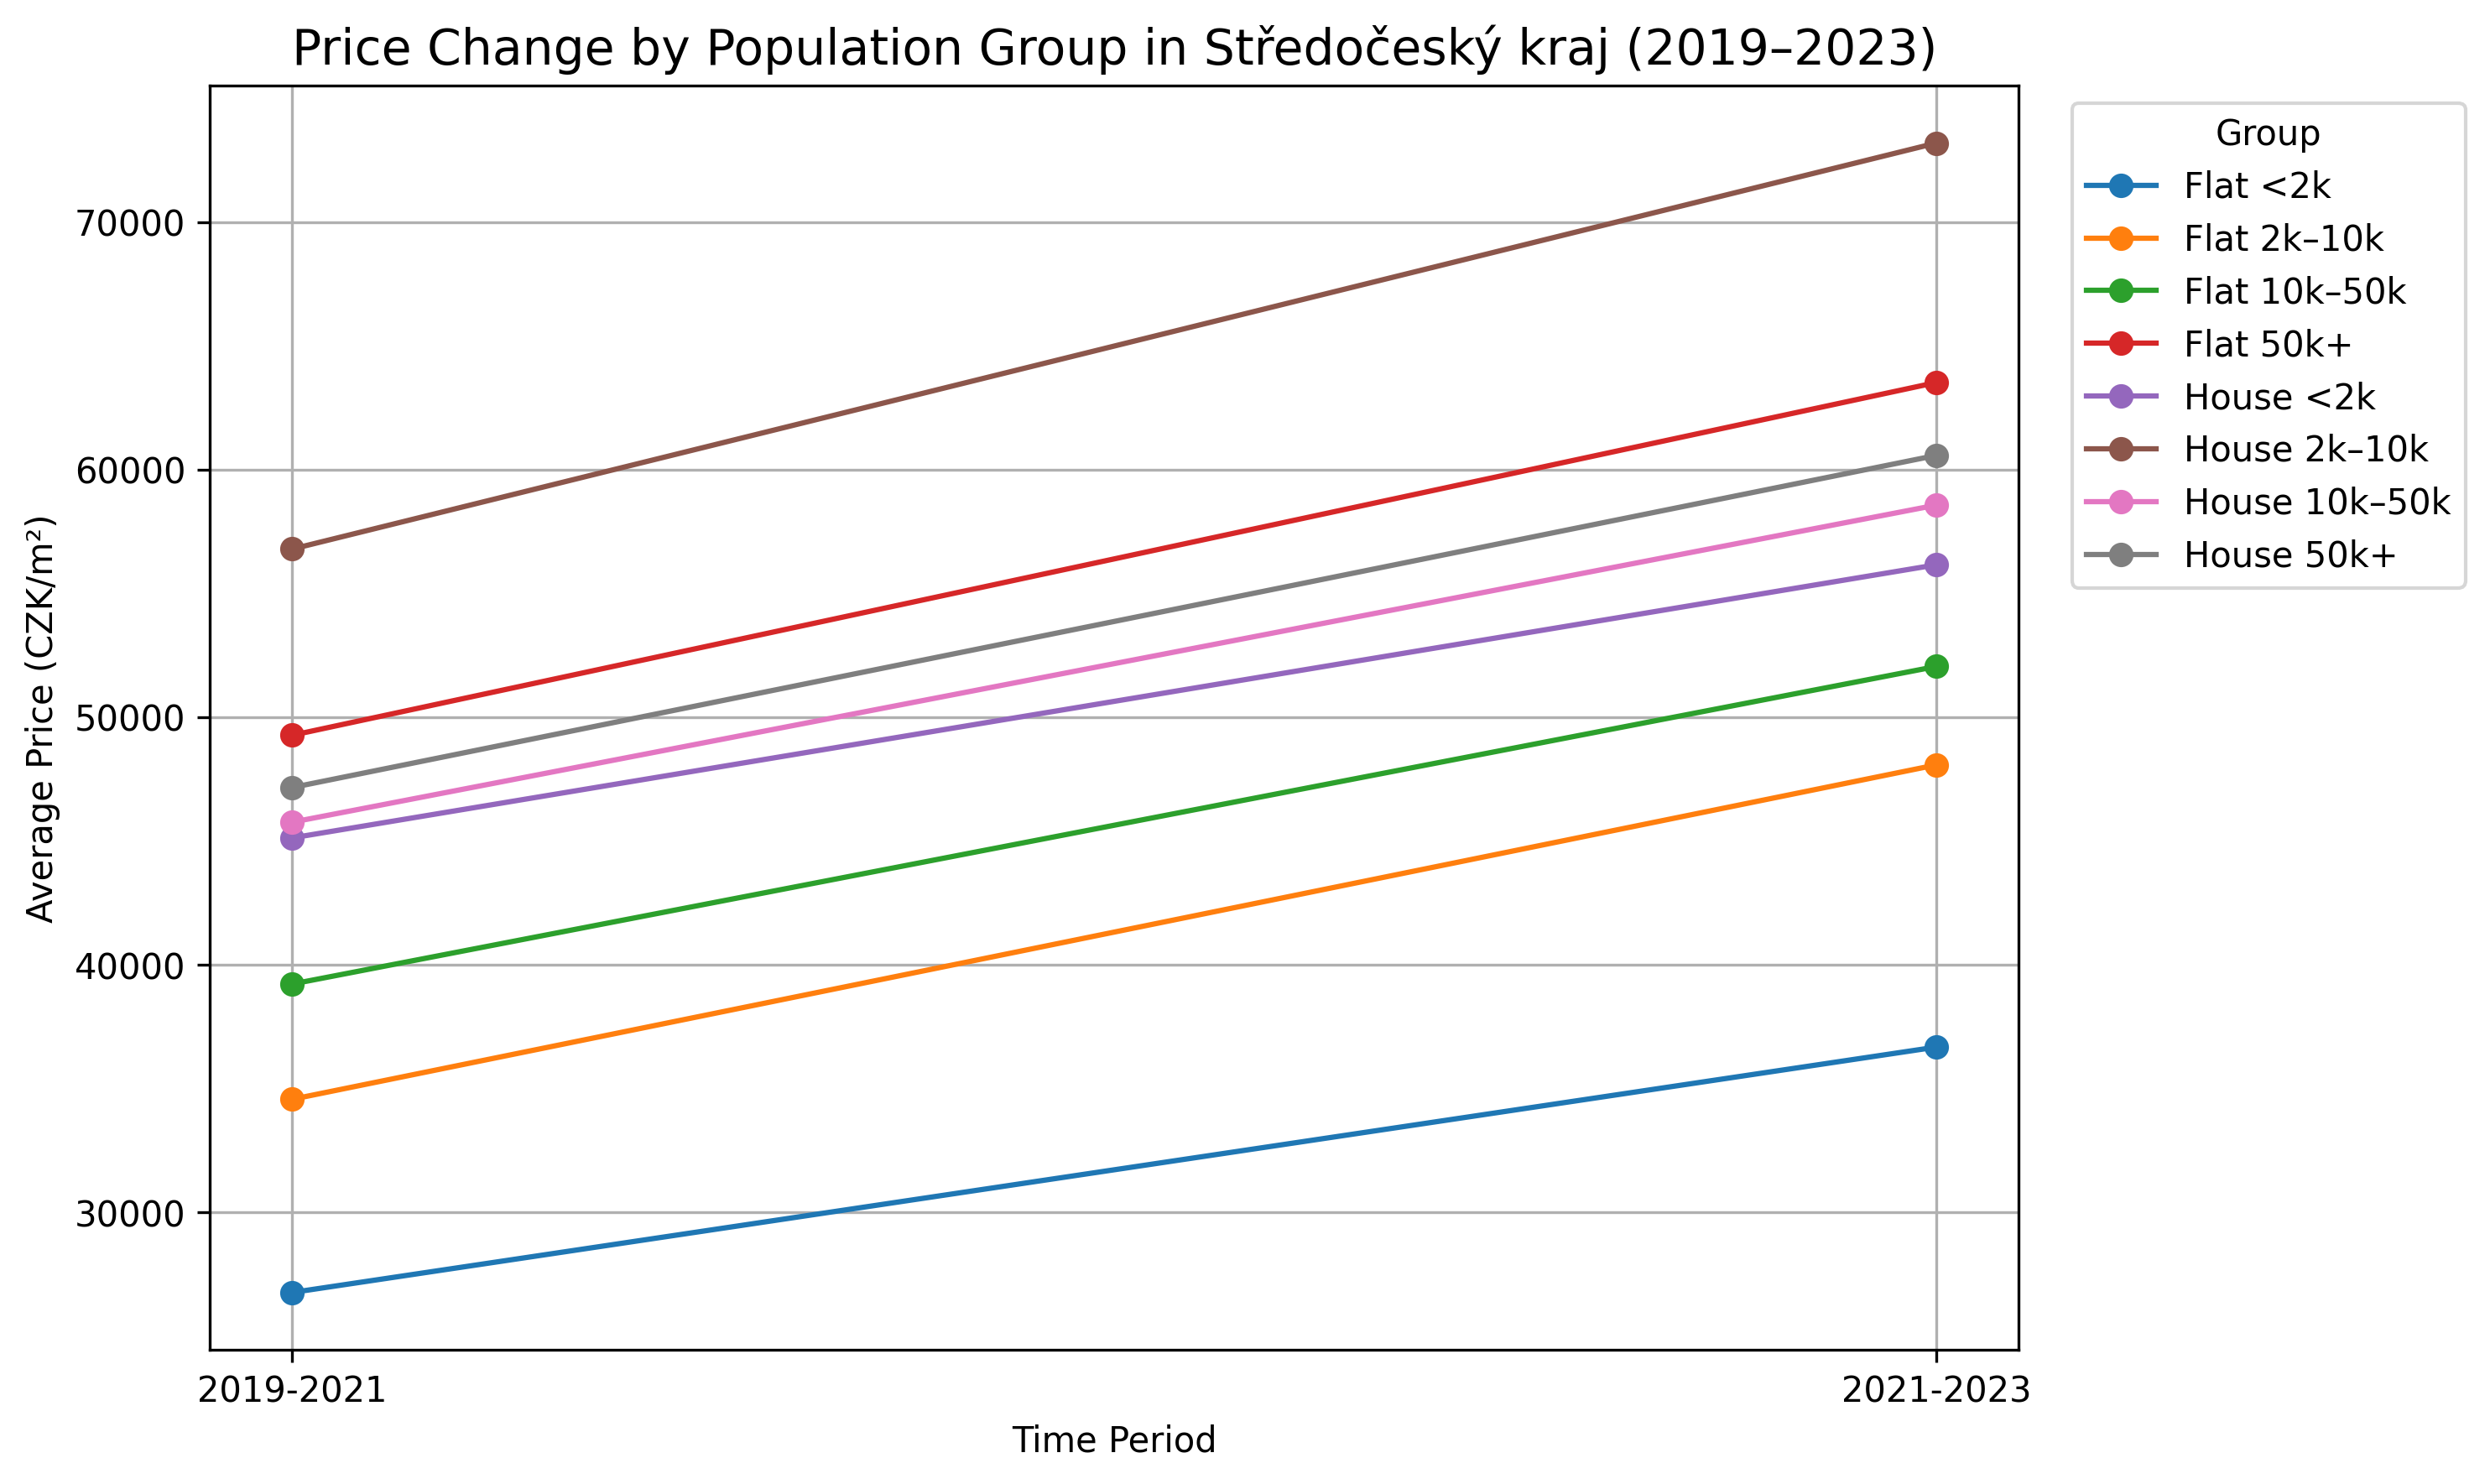 Price Change by Population Group in Středočeský kraj (2019–2023)
Average Price (CZK/m²)
70000
60000
50000
40000
30000
2019-2021
2021-2023
Time Period
Group
Flat <2k
Flat 2k–10k
Flat 10k–50k
Flat 50k+
House <2k
House 2k–10k
House 10k–50k
House 50k+